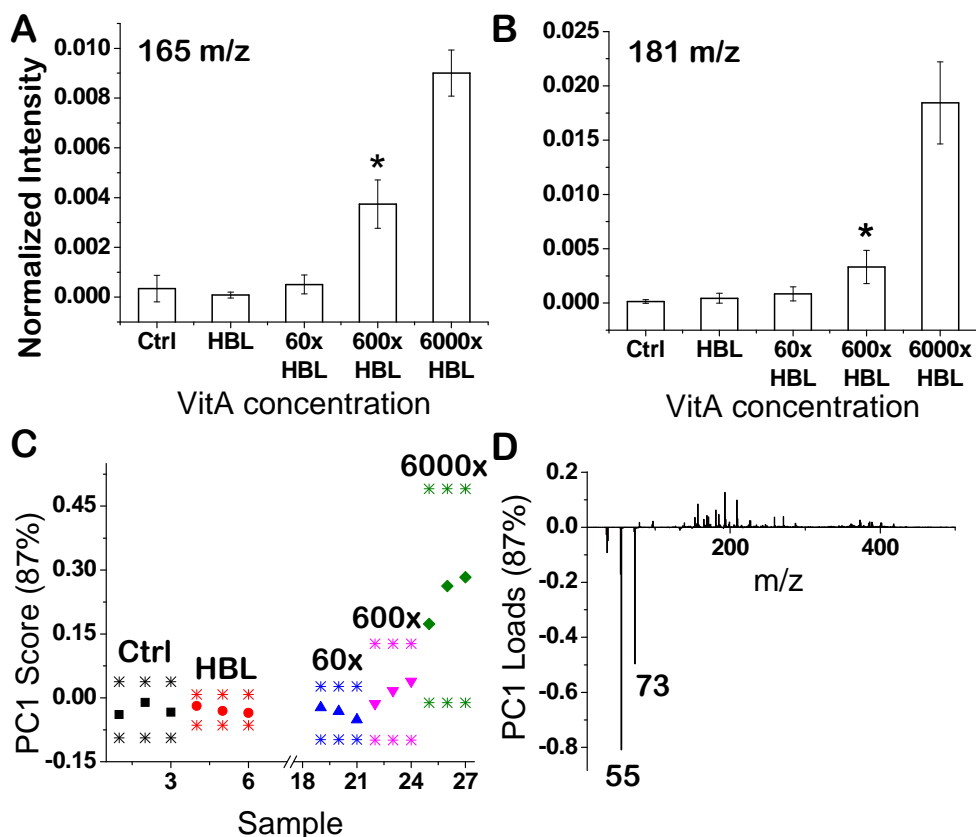 A
165 m/z
Normalized Intensity
0.010
0.008
0.006
0.004
0.002
0.000
*
Ctrl HBL 60x 600x 6000x
HBL HBL HBL
VitA concentration
B
181 m/z
0.025
0.020
0.015
0.010
0.005
0.000
*
Ctrl HBL 60x 600x 6000x
HBL HBL HBL
VitA concentration
C
PC1 Score (87%)
0.45
0.30
0.15
0.00
-0.15
Ctrl
HBL
60x
600x
6000x
3 6 18 21 24 27
Sample
D
PC1 Loads (87%)
0.2
0.0
-0.2
-0.4
-0.6
-0.8
200 400
m/z
73
55